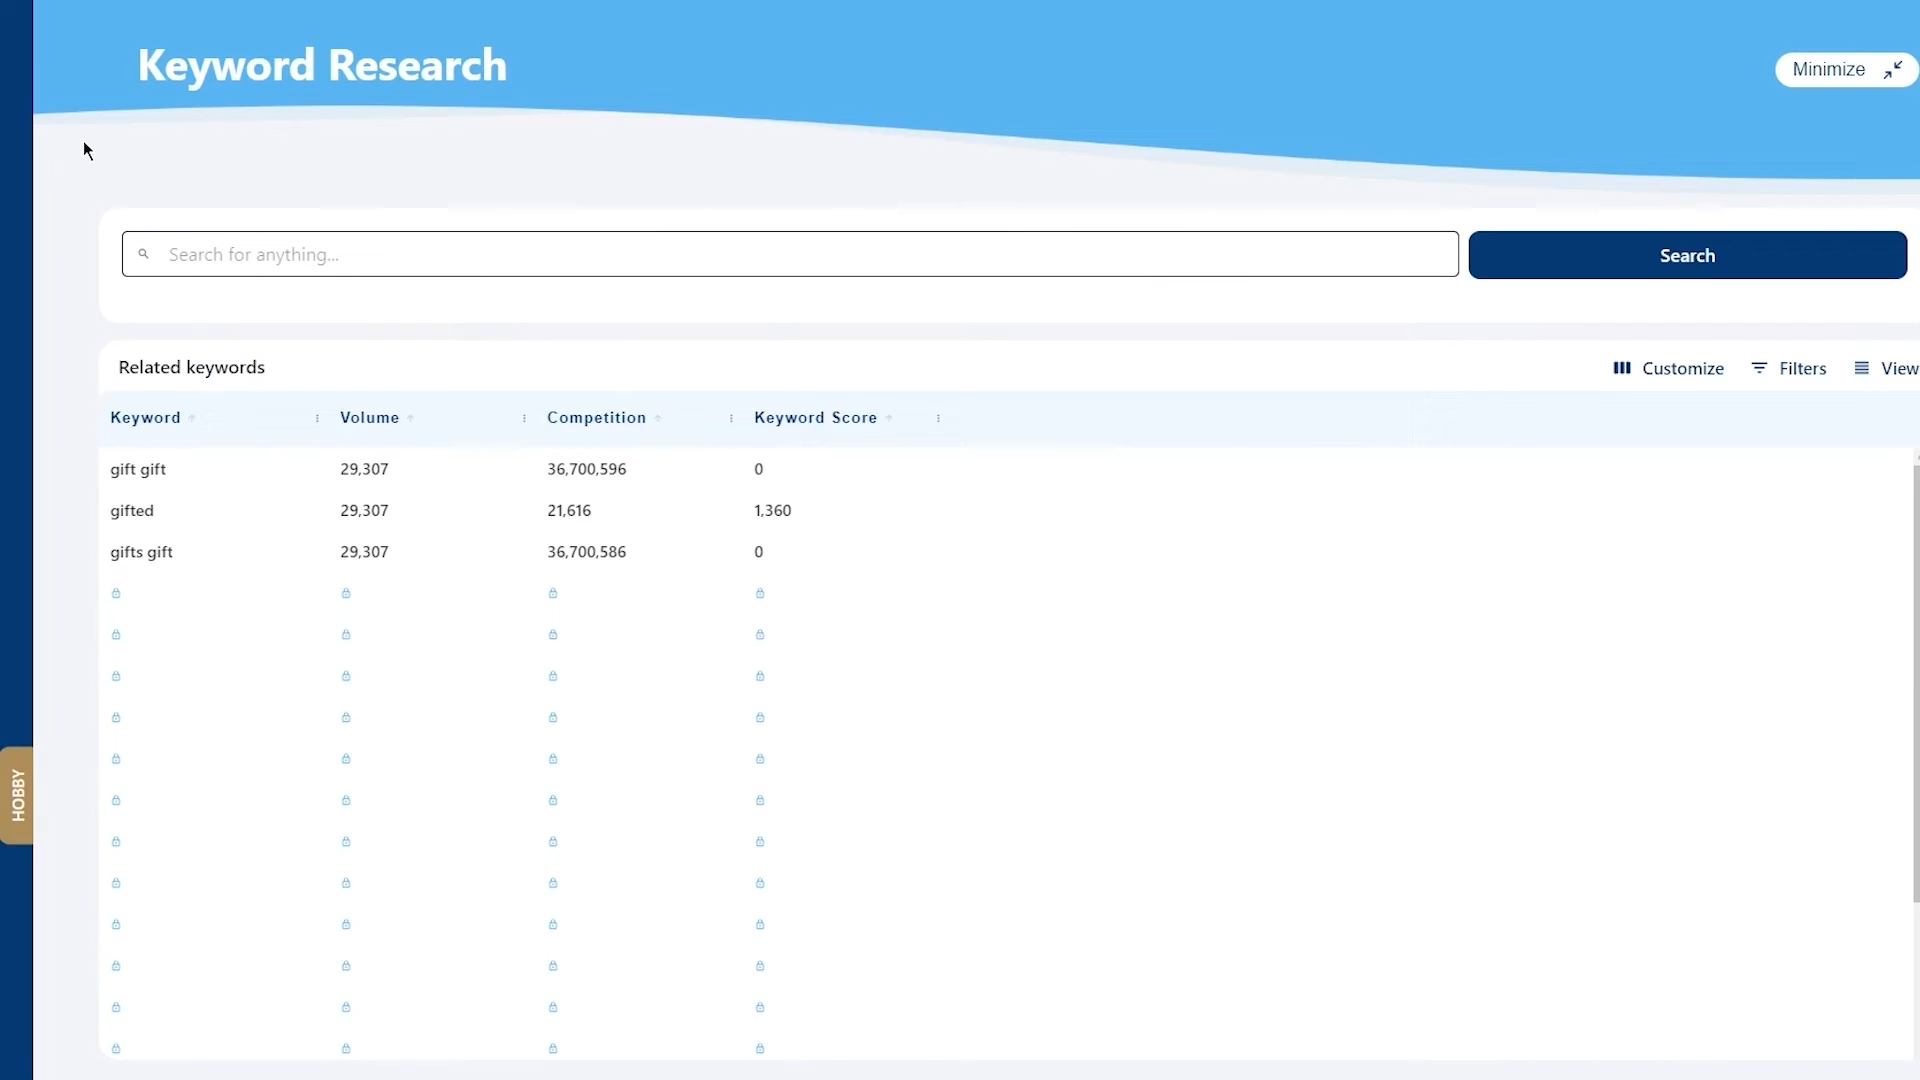 Keyword Research
Minimize
Search for anything...
Search
Related keywords
Customize
Filters
View
Keyword Volume Competition Keyword Score
gift gift 29,307 36,700,596 0
gifted 29,307 21,616 1,360
gifts gift 29,307 36,700,586 0
HOBBY